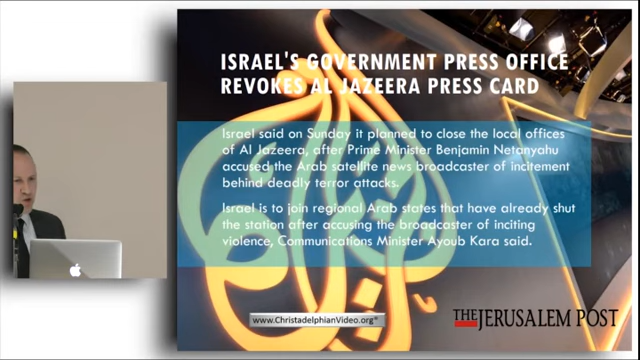 ISRAEL'S GOVERNMENT PRESS OFFICE
REVOKES AL JAZEERA PRESS CARD
Israel said on Sunday it planned to close the local offices
of Al Jazeera, after Prime Minister Benjamin Netanyahu
accused the Arab satellite news broadcaster of incitement
behind deadly terror attacks.
Israel is to join regional Arab states that have already shut
the station after accusing the broadcaster of inciting
violence, Communications Minister Ayoub Kara said.
www.ChristadelphianVideo.org®
THE JERUSALEM POST